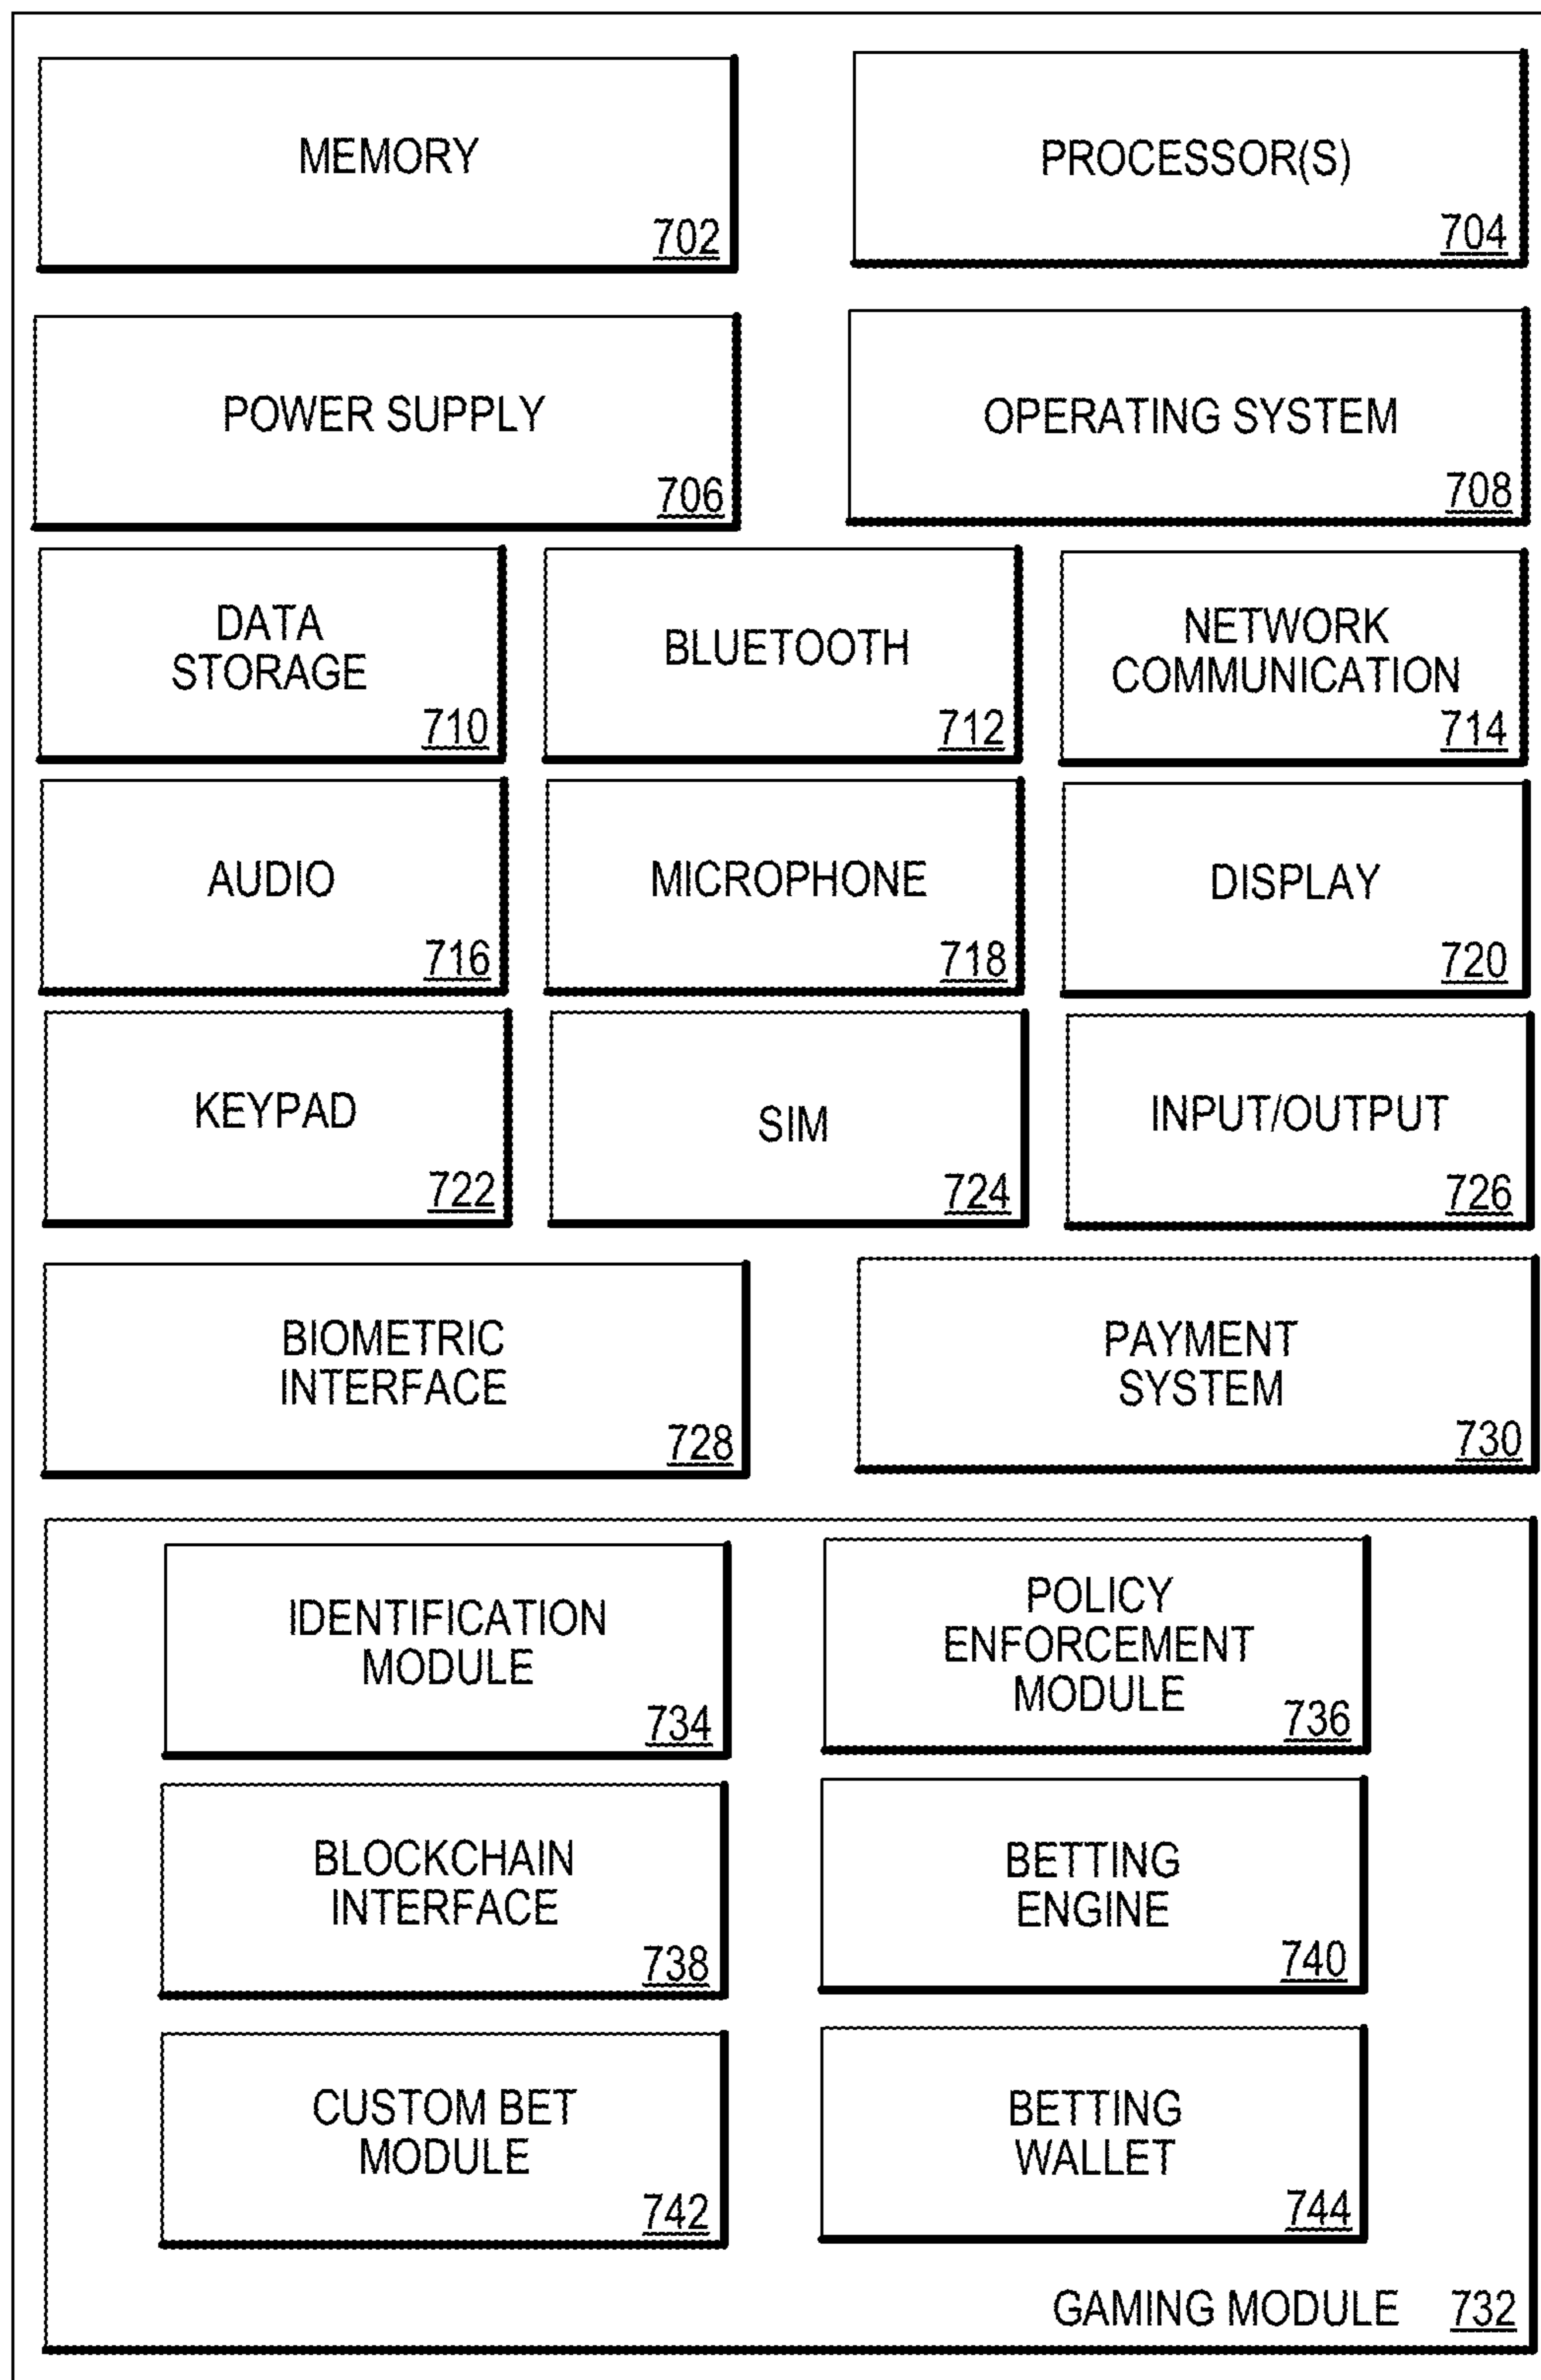 MEMORY
702
PROCESSOR(S)
704
POWER SUPPLY
706
OPERATING SYSTEM
708
DATA
STORAGE
710
BLUETOOTH
712
NETWORK
COMMUNICATION
714
AUDIO
716
MICROPHONE
718
DISPLAY
720
KEYPAD
722
SIM
724
INPUT/OUTPUT
726
BIOMETRIC
INTERFACE
728
PAYMENT
SYSTEM
730
IDENTIFICATION
MODULE
734
POLICY
ENFORCEMENT
MODULE
736
BLOCKCHAIN
INTERFACE
738
BETTING
ENGINE
740
CUSTOM BET
MODULE
742
BETTING
WALLET
744
GAMING MODULE 732